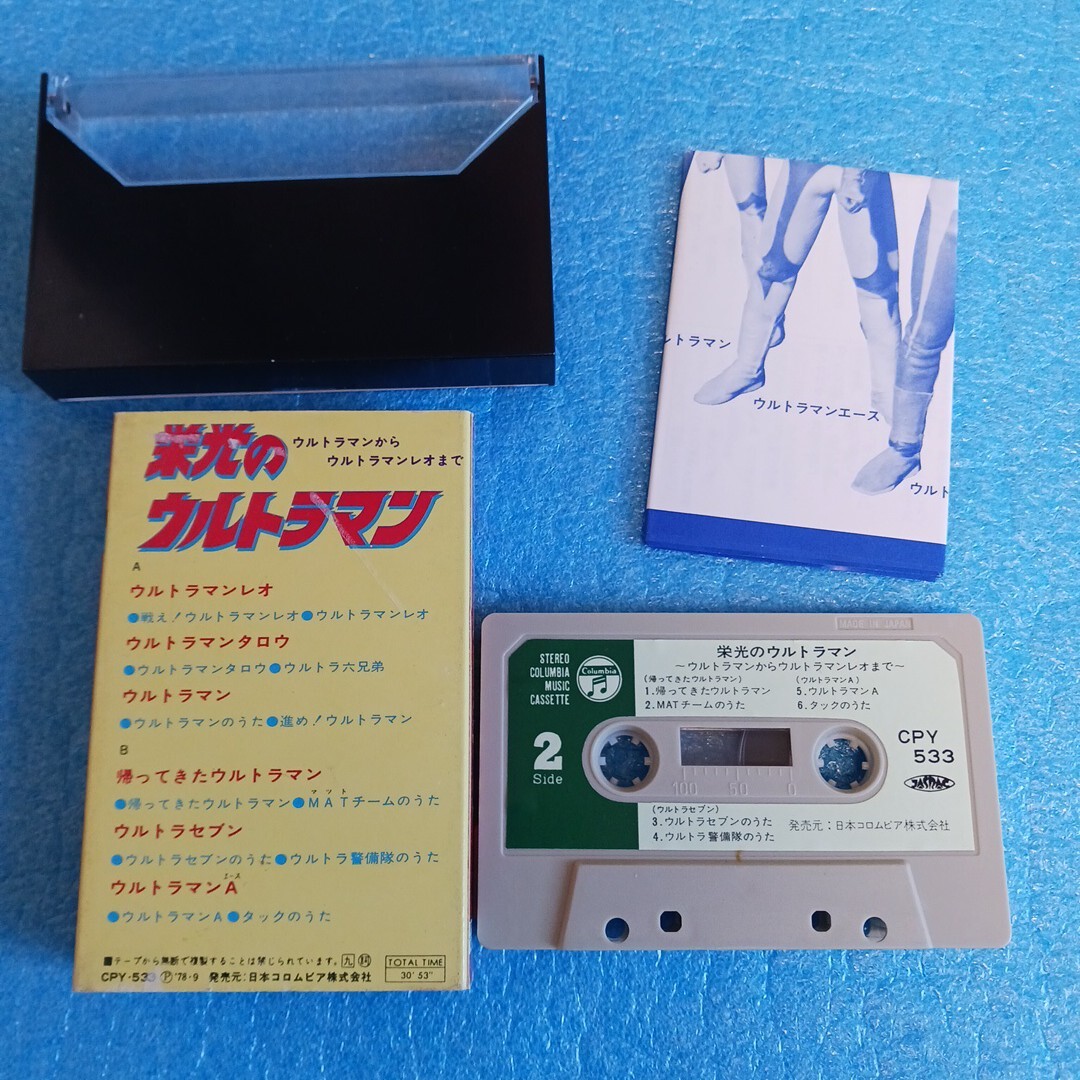 栄光の
ウルトラマンから
ウルトラマンレオまで
ウルトラマン
A
ウルトラマンレオ
●戦え!ウルトラマンレオ●ウルトラマンレオ
ウルトラマンタロウ
●ウルトラマンタロウ●ウルトラ六兄弟
ウルトラマン
●ウルトラマンのうた●進め!ウルトラマン
B
帰ってきたウルトラマン
マット
●帰ってきたウルトラマン●MATチームのうた
ウルトラセブン
●ウルトラセブンのうた●ウルトラ警備隊のうた
エース
ウルトラマンA
●ウルトラマンA●タックのうた
■テープから無断で複製することは禁じられています。
TOTAL TIME
CPY-533 Ⓟ'78・9 発売元:日本コロムビア株式会社
30'53"
ルトラマン
ウルトラマンエース
ウルト
MADE IN JAPAN
STEREO
COLUMBIA
MUSIC
CASSETTE
Columbia
栄光のウルトラマン
〜ウルトラマンからウルトラマンレオまで〜
(帰ってきたウルトラマン)
1.帰ってきたウルトラマン
2.MATチームのうた
(ウルトラマンA)
5.ウルトラマンA
6.タックのうた
2
Side
100 50 0
CPY
533
JASRAC
(ウルトラセブン)
3.ウルトラセブンのうた
4.ウルトラ警備隊のうた
発売元:日本コロムビア株式会社